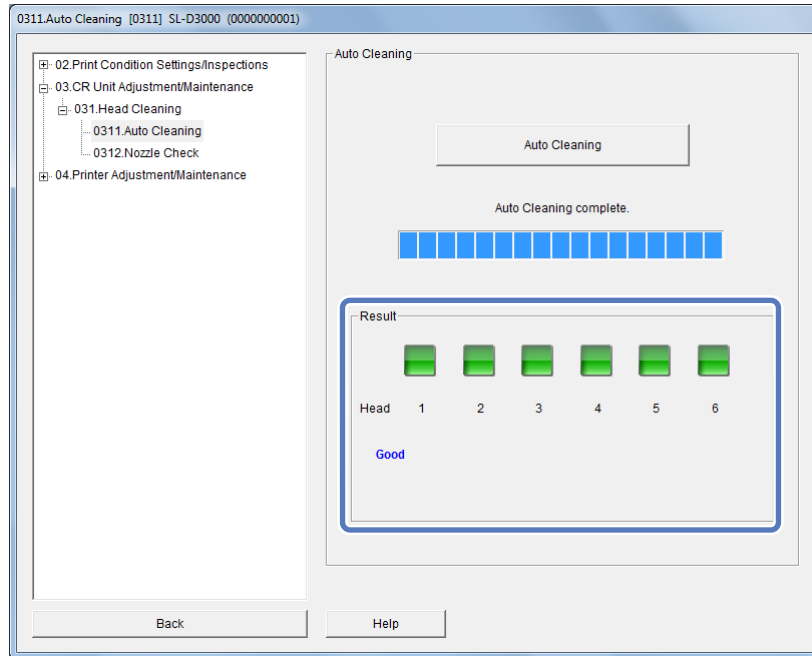 0311.Auto Cleaning [0311] SL-D3000 (0000000001)
02.Print Condition Settings/Inspections
03.CR Unit Adjustment/Maintenance
031.Head Cleaning
0311.Auto Cleaning
0312.Nozzle Check
04.Printer Adjustment/Maintenance
Auto Cleaning
Auto Cleaning
Auto Cleaning complete.
Result
Head 1 2 3 4 5 6
Good
Back
Help